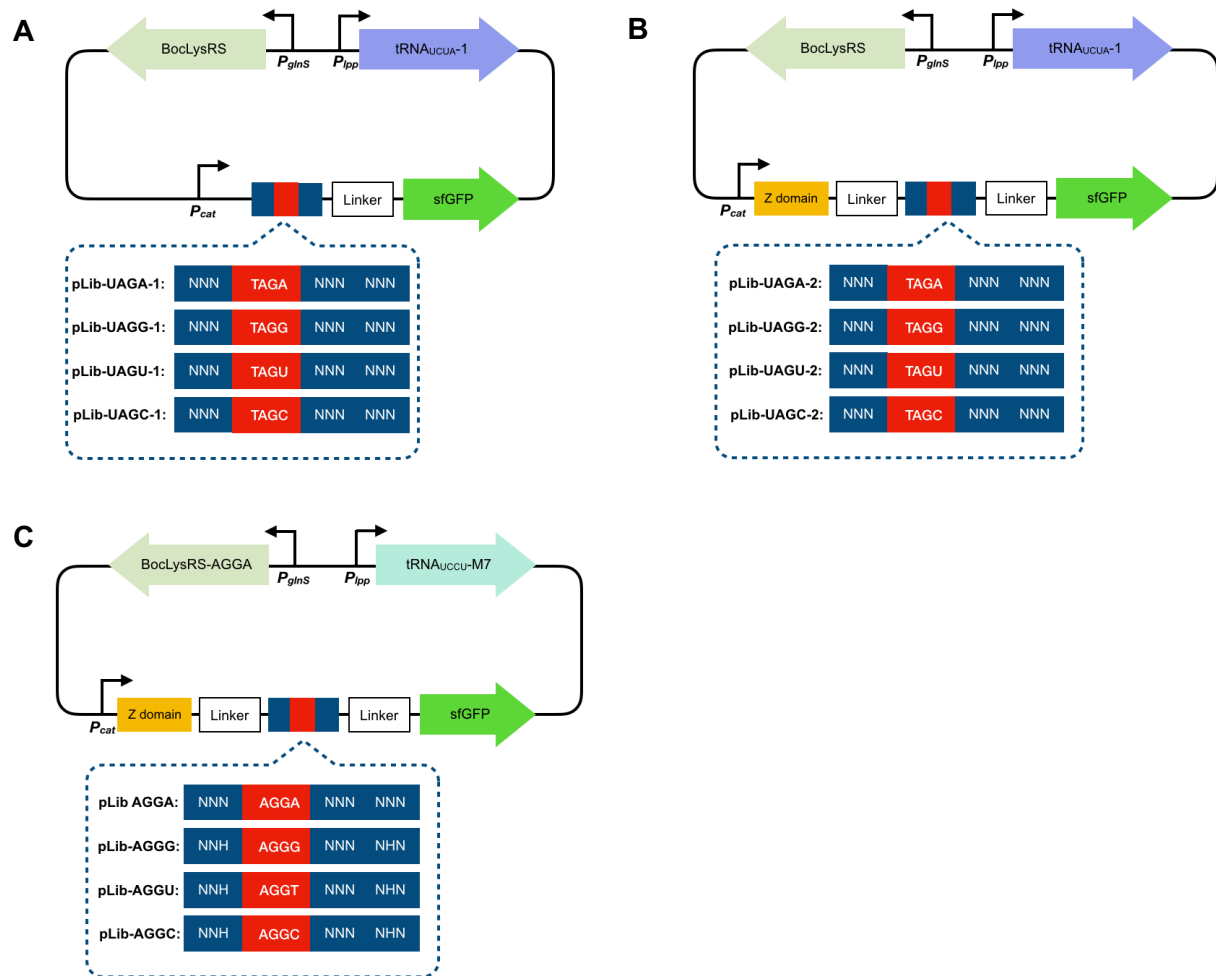 A
BocLysRS
PglnS
Plpp
tRNAUCUA-1
Pcat
Linker
sfGFP
pLib-UAGA-1: NNN TAGA NNN NNN
pLib-UAGG-1: NNN TAGG NNN NNN
pLib-UAGU-1: NNN TAGU NNN NNN
pLib-UAGC-1: NNN TAGC NNN NNN
B
BocLysRS
PglnS
Plpp
tRNAUCUA-1
Pcat
Z domain
Linker
Linker
sfGFP
pLib-UAGA-2: NNN TAGA NNN NNN
pLib-UAGG-2: NNN TAGG NNN NNN
pLib-UAGU-2: NNN TAGU NNN NNN
pLib-UAGC-2: NNN TAGC NNN NNN
C
BocLysRS-AGGA
PglnS
Plpp
tRNAUCCU-M7
Pcat
Z domain
Linker
Linker
sfGFP
pLib AGGA: NNN AGGA NNN NNN
pLib-AGGG: NNH AGGG NNN NHN
pLib-AGGU: NNH AGGT NNN NHN
pLib-AGGC: NNH AGGC NNN NHN